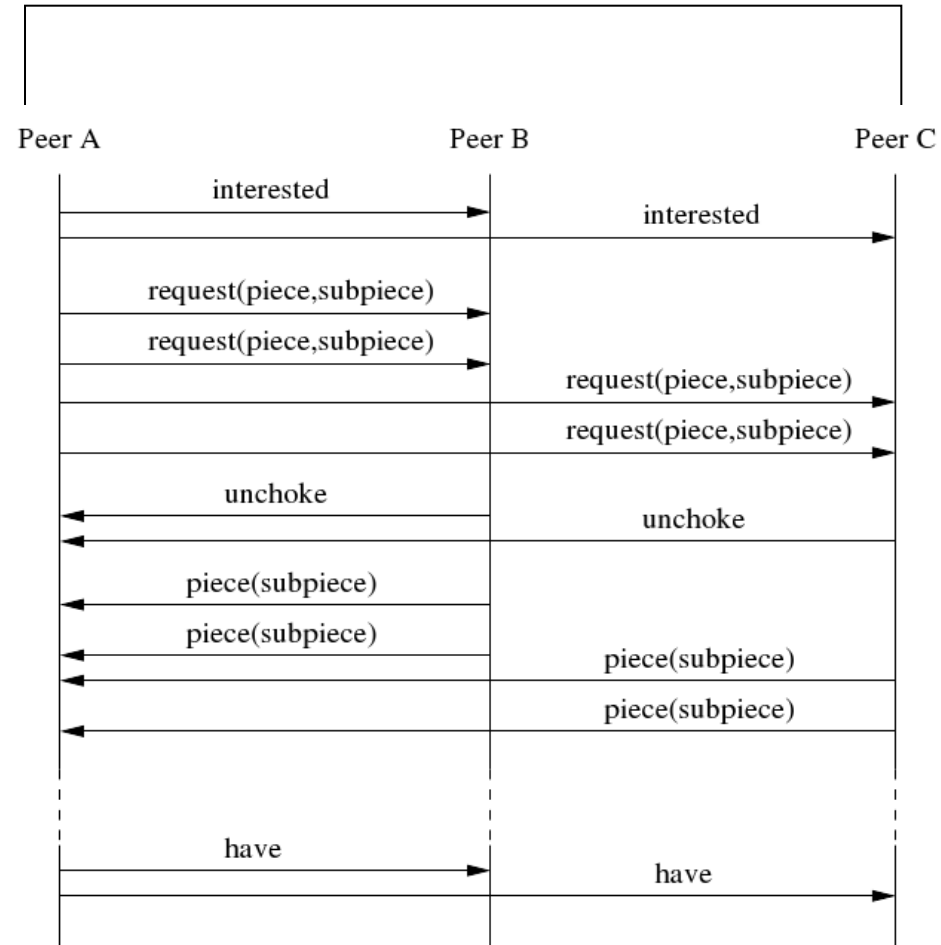 Peer A Peer B Peer C
interested
interested
request(piece,subpiece)
request(piece,subpiece)
request(piece,subpiece)
request(piece,subpiece)
unchoke
unchoke
piece(subpiece)
piece(subpiece)
piece(subpiece)
piece(subpiece)
have
have